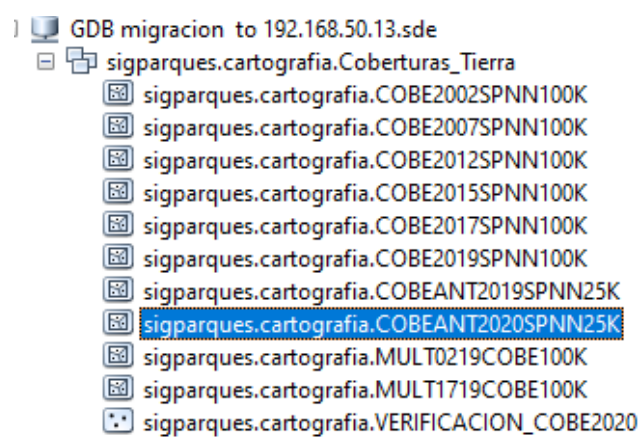 GDB migracion to 192.168.50.13.sde
sigparques.cartografia.Coberturas_Tierra
sigparques.cartografia.COBE2002SPNN100K
sigparques.cartografia.COBE2007SPNN100K
sigparques.cartografia.COBE2012SPNN100K
sigparques.cartografia.COBE2015SPNN100K
sigparques.cartografia.COBE2017SPNN100K
sigparques.cartografia.COBE2019SPNN100K
sigparques.cartografia.COBEANT2019SPNN25K
sigparques.cartografia.COBEANT2020SPNN25K
sigparques.cartografia.MULT0219COBE100K
sigparques.cartografia.MULT1719COBE100K
sigparques.cartografia.VERIFICACION_COBE2020